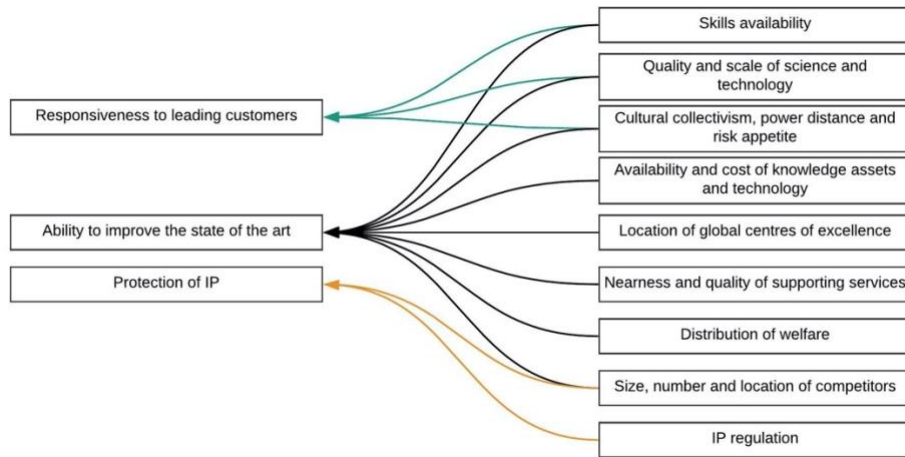 Responsiveness to leading customers
Ability to improve the state of the art
Protection of IP
Skills availability
Quality and scale of science and
technology
Cultural collectivism, power distance and
risk appetite
Availability and cost of knowledge assets
and technology
Location of global centres of excellence
Nearness and quality of supporting services
Distribution of welfare
Size, number and location of competitors
IP regulation